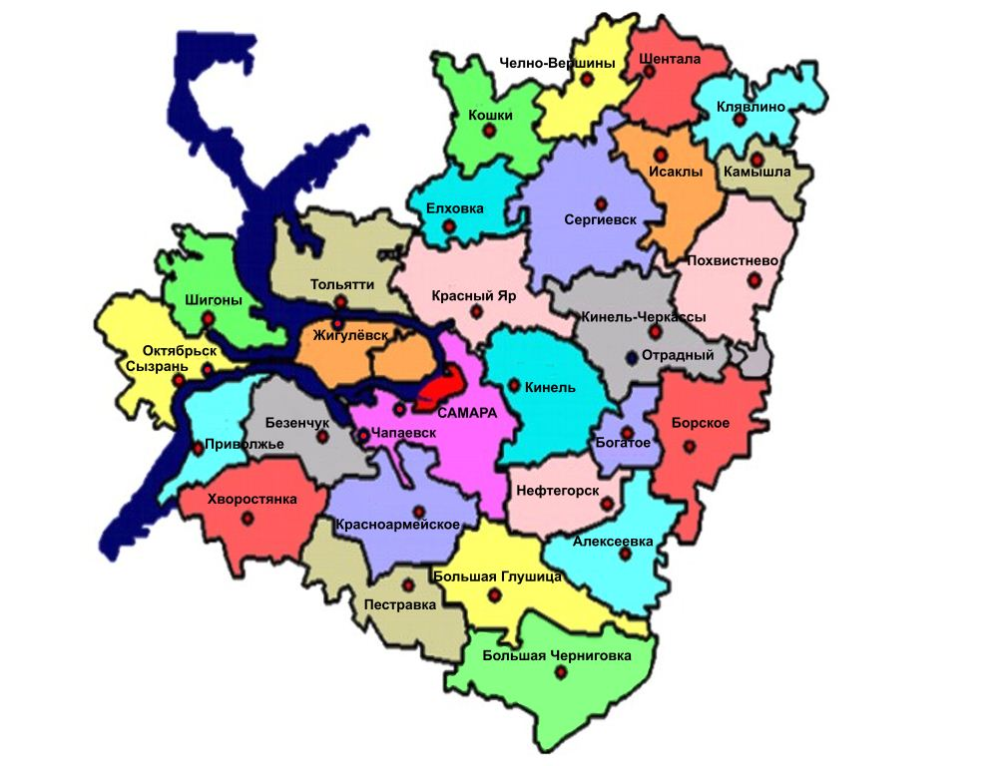 Шентала
Челно-Вершины
Клявлино
Кошки
Исаклы
Камышла
Елховка
Сергиевск
Похвистнево
Тольятти
Красный Яр
Шигоны
Кинель-Черкассы
Жигулёвск
Октябрьск
Отрадный
Сызрань
Кинель
САМАРА
Безенчук
Борское
Чапаевск
Приволжье
Богатое
Нефтегорск
Хворостянка
Красноармейское
Алексеевка
Большая Глушица
Пестравка
Большая Черниговка